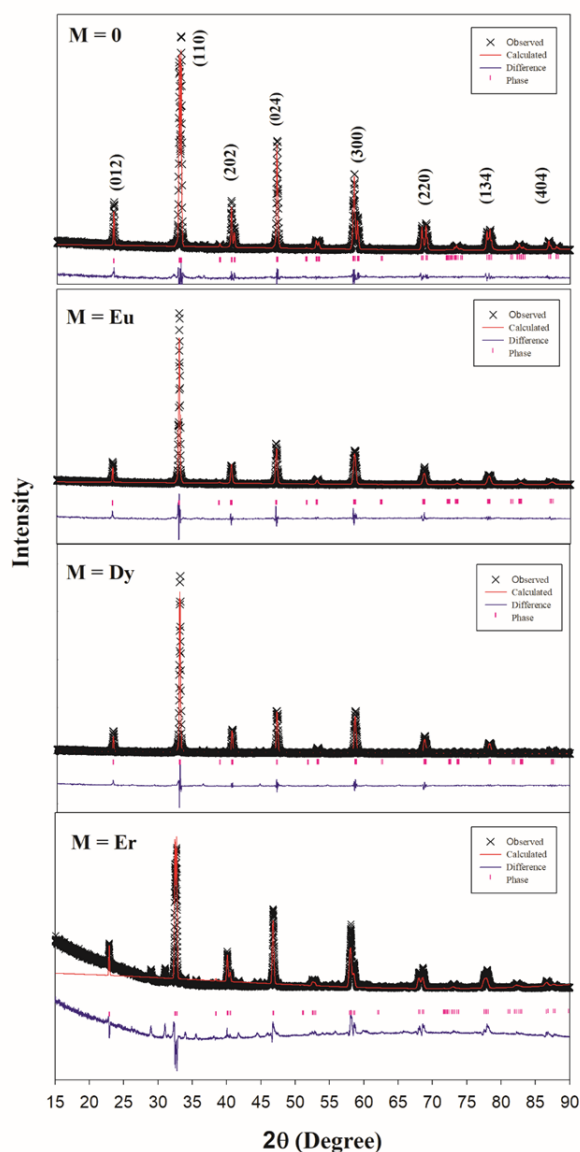 M = 0
(012)
(110)
(202)
(024)
(300)
(220)
(134)
(404)
Observed
Calculated
Difference
Phase
M = Eu
Observed
Calculated
Difference
Phase
M = Dy
Observed
Calculated
Difference
Phase
M = Er
Observed
Calculated
Difference
Phase
Intensity
15 20 25 30 35 40 45 50 55 60 65 70 75 80 85 90
2θ (Degree)